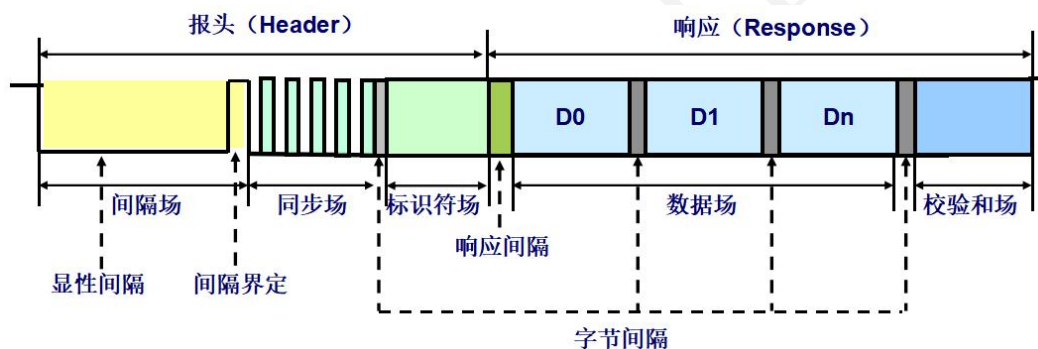 报头（Header）
响应（Response）
D0
D1
Dn
间隔场
同步场
标识符场
数据场
校验和场
响应间隔
显性间隔
间隔界定
字节间隔